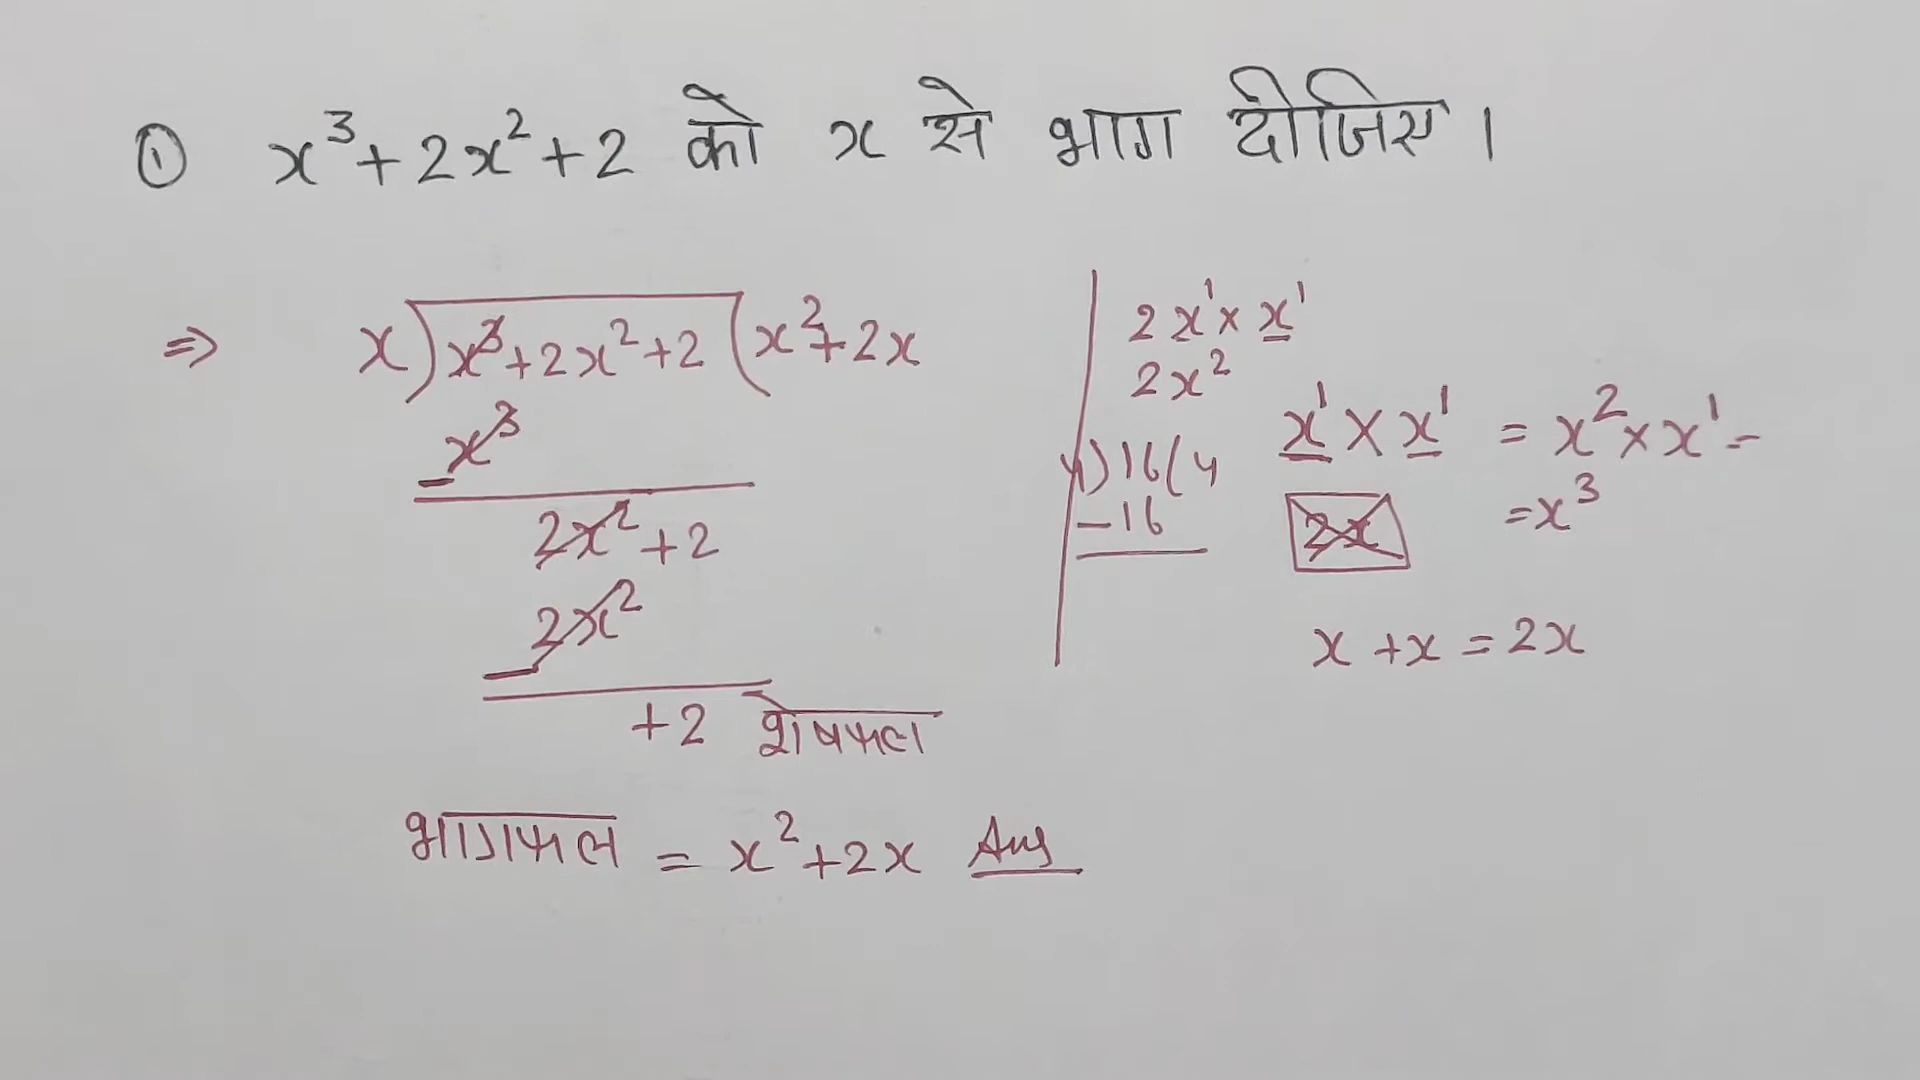 ① x³+2x²+2 को x से भाग दीजिए।
⇒ x)x³+2x²+2(x²+2x
-x³
2x²+2
-2x²
+2 शेषफल
भागफल = x²+2x Ans
2x¹×x¹
2x²
4)16(4
-16
x¹×x¹ = x²×x¹=
=x³
2x
x+x=2x